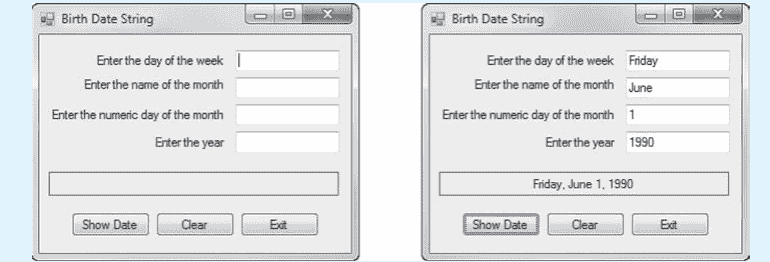 Birth Date String
Enter the day of the week
Enter the name of the month
Enter the numeric day of the month
Enter the year
Show Date Clear Exit
Birth Date String
Enter the day of the week Friday
Enter the name of the month June
Enter the numeric day of the month 1
Enter the year 1990
Friday, June 1, 1990
Show Date Clear Exit